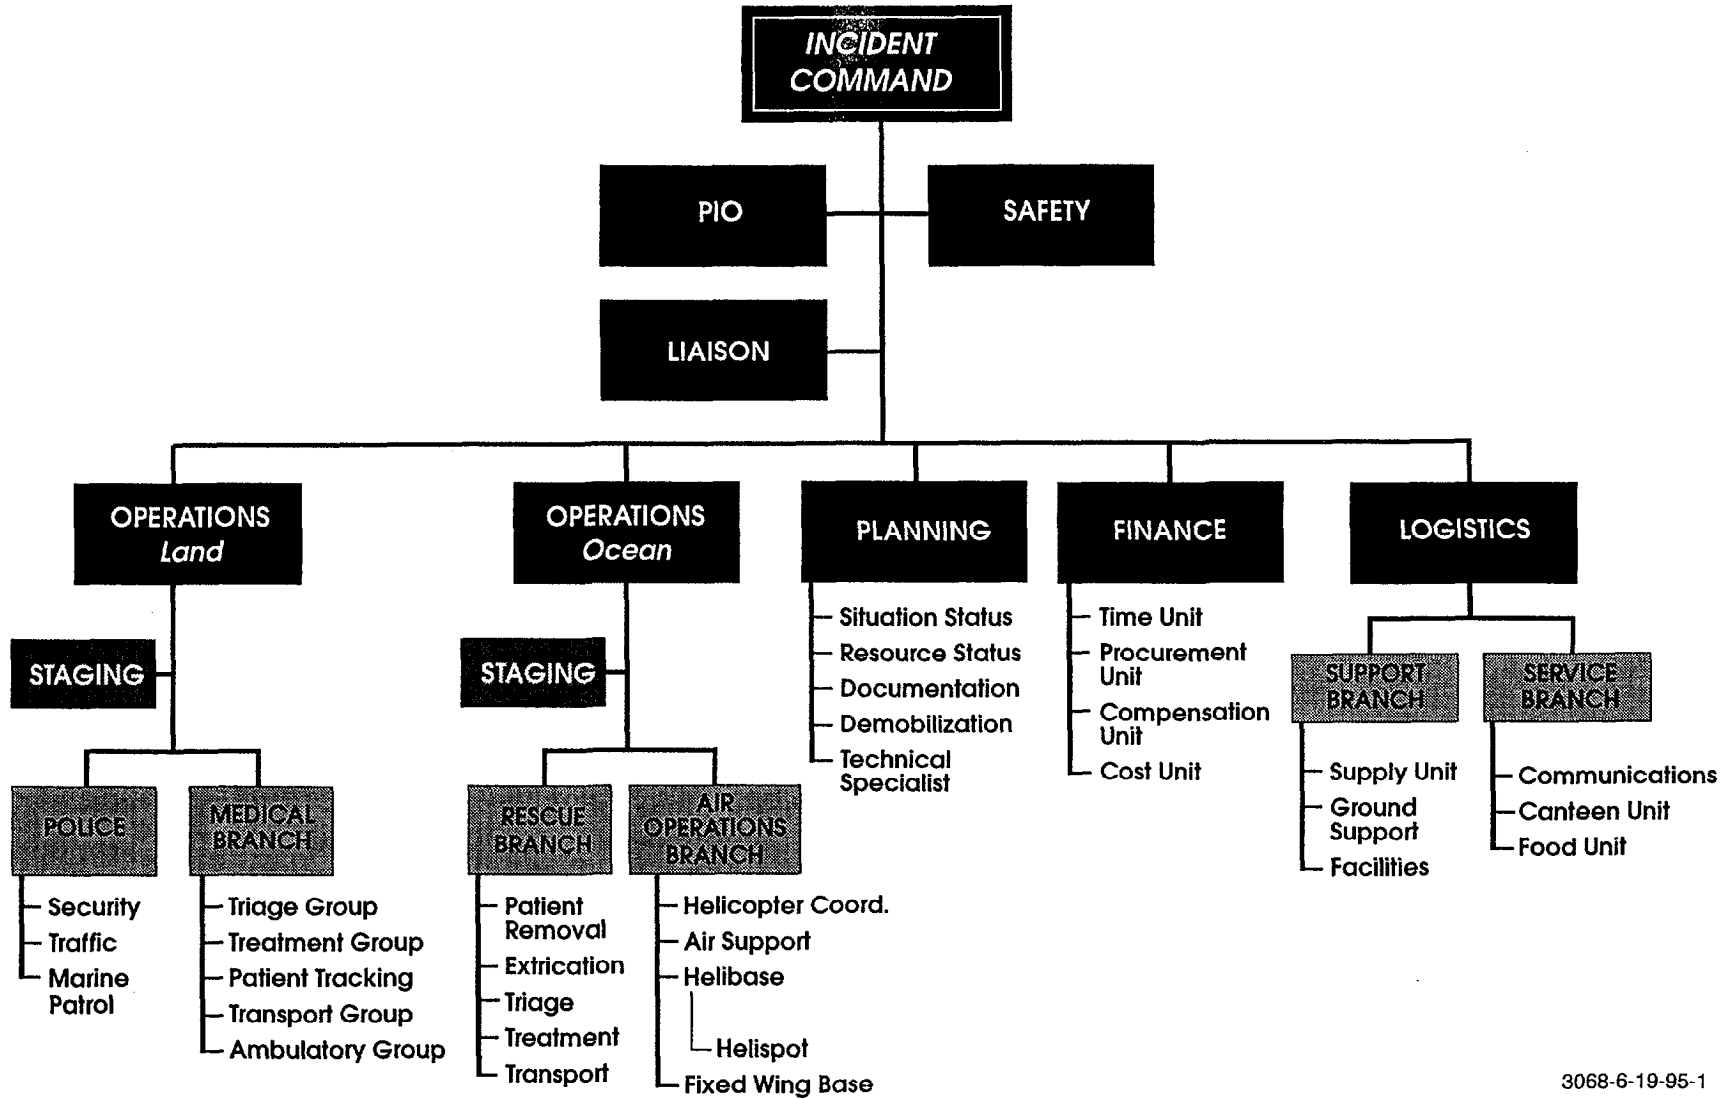 INCIDENT
COMMAND
PIO
SAFETY
LIAISON
OPERATIONS
Land
OPERATIONS
Ocean
PLANNING
FINANCE
LOGISTICS
STAGING
STAGING
Situation Status
Resource Status
Documentation
Demobilization
Technical
Specialist
Time Unit
Procurement
Unit
Compensation
Unit
Cost Unit
SUPPORT
BRANCH
SERVICE
BRANCH
Supply Unit
Ground
Support
Facilities
Communications
Canteen Unit
Food Unit
POLICE
MEDICAL
BRANCH
RESCUE
BRANCH
AIR
OPERATIONS
BRANCH
Security
Traffic
Marine
Patrol
Triage Group
Treatment Group
Patient Tracking
Transport Group
Ambulatory Group
Patient
Removal
Extrication
Triage
Treatment
Transport
Helicopter Coord.
Air Support
Helibase
Helispot
Fixed Wing Base
3068-6-19-95-1